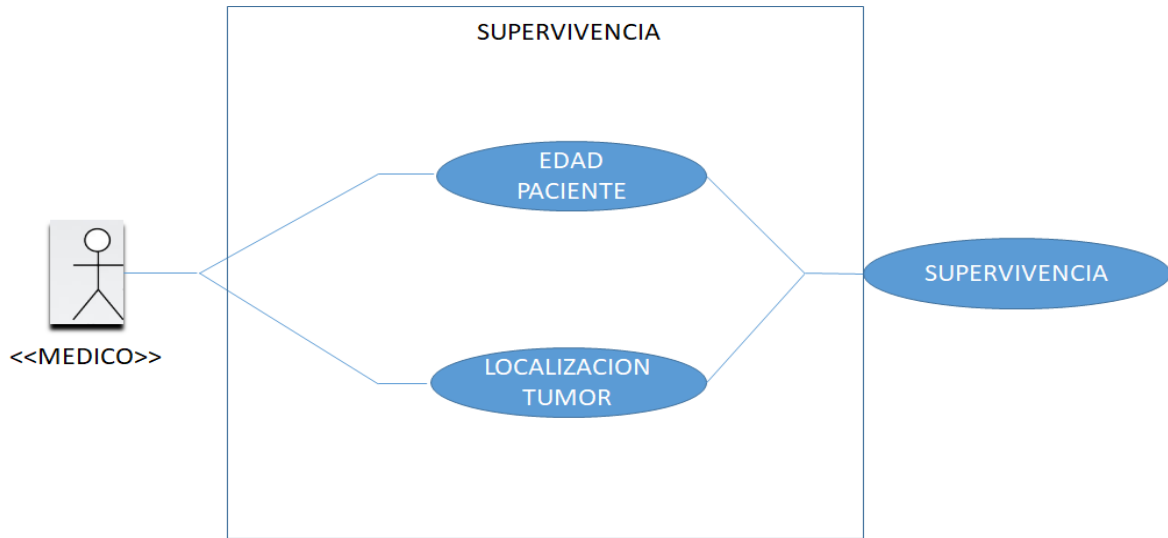 SUPERVIVENCIA
EDAD
PACIENTE
SUPERVIVENCIA
<<MEDICO>>
LOCALIZACION
TUMOR